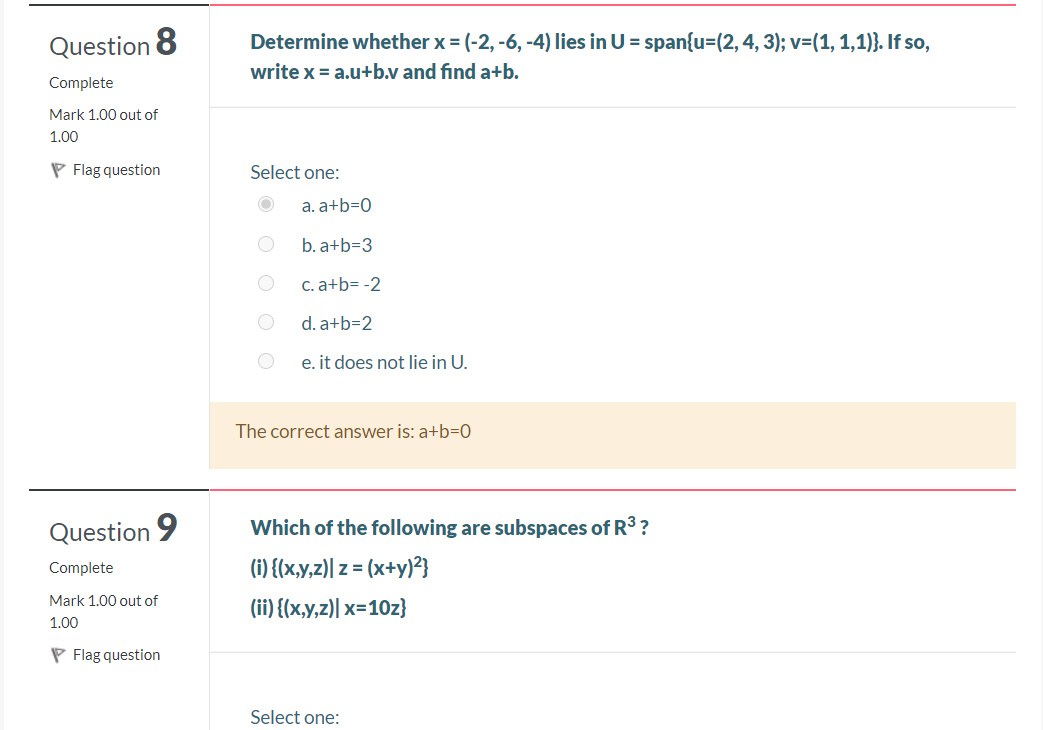 Question 8
Complete
Mark 1.00 out of
1.00
Flag question
Determine whether x = (-2, -6, -4) lies in U = span{u=(2, 4, 3); v=(1, 1,1)}. If so,
write x = a.u+b.v and find a+b.
Select one:
a. a+b=0
b. a+b=3
c. a+b= -2
d. a+b=2
e. it does not lie in U.
The correct answer is: a+b=0
Question 9
Complete
Mark 1.00 out of
1.00
Flag question
Which of the following are subspaces of R³ ?
(i) {(x,y,z)| z = (x+y)²}
(ii) {(x,y,z)| x=10z}
Select one: